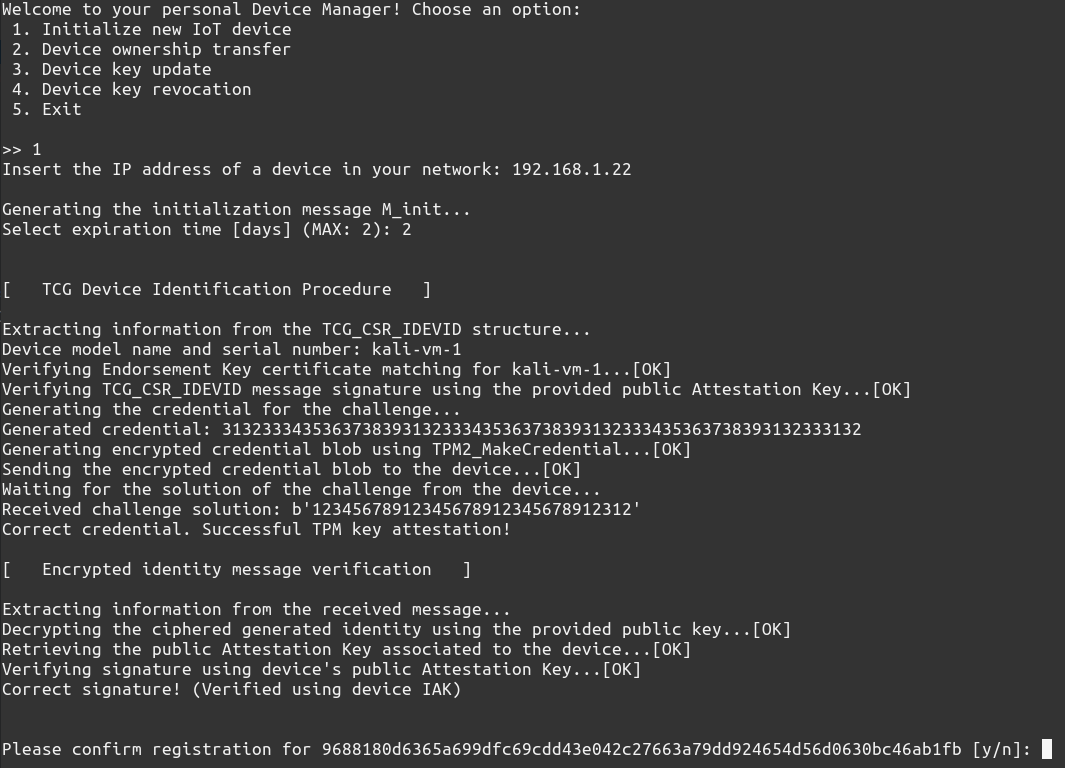 Welcome to your personal Device Manager! Choose an option:
 1. Initialize new IoT device
 2. Device ownership transfer
 3. Device key update
 4. Device key revocation
 5. Exit
>> 1
Insert the IP address of a device in your network: 192.168.1.22
Generating the initialization message M_init...
Select expiration time [days] (MAX: 2): 2
[   TCG Device Identification Procedure   ]
Extracting information from the TCG_CSR_IDEVID structure...
Device model name and serial number: kali-vm-1
Verifying Endorsement Key certificate matching for kali-vm-1...[OK]
Verifying TCG_CSR_IDEVID message signature using the provided public Attestation Key...[OK]
Generating the credential for the challenge...
Generated credential: 3132333435363738393132333435363738393132333435363738393132333132
Generating encrypted credential blob using TPM2_MakeCredential...[OK]
Sending the encrypted credential blob to the device...[OK]
Waiting for the solution of the challenge from the device...
Received challenge solution: b'12345678912345678912345678912312'
Correct credential. Successful TPM key attestation!
[   Encrypted identity message verification   ]
Extracting information from the received message...
Decrypting the ciphered generated identity using the provided public key...[OK]
Retrieving the public Attestation Key associated to the device...[OK]
Verifying signature using device's public Attestation Key...[OK]
Correct signature! (Verified using device IAK)
Please confirm registration for 9688180d6365a699dfc69cdd43e042c27663a79dd924654d56d0630bc46ab1fb [y/n]: